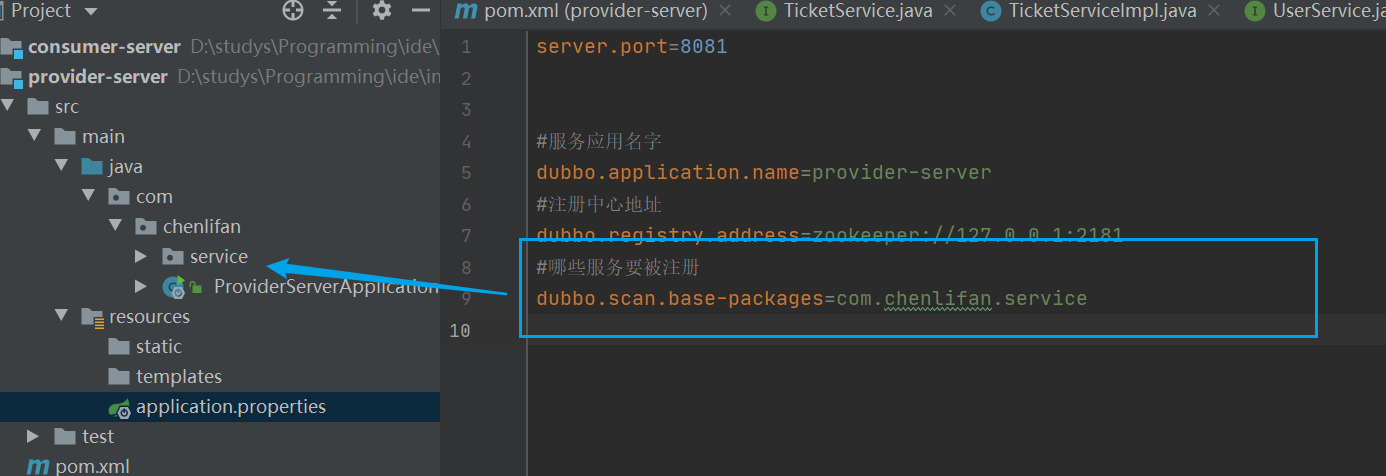 Project
consumer-server D:\studys\Programming\ide\
provider-server D:\studys\Programming\ide\in
src
main
java
com
chenlifan
service
ProviderServerApplication
resources
static
templates
application.properties
test
pom.xml
pom.xml (provider-server)
TicketService.java
TicketServiceImpl.java
UserService.ja
1 server.port=8081
2
3
4 #服务应用名字
5 dubbo.application.name=provider-server
6 #注册中心地址
7 dubbo.registry.address=zookeeper://127.0.0.1:2181
8 #哪些服务要被注册
9 dubbo.scan.base-packages=com.chenlifan.service
10